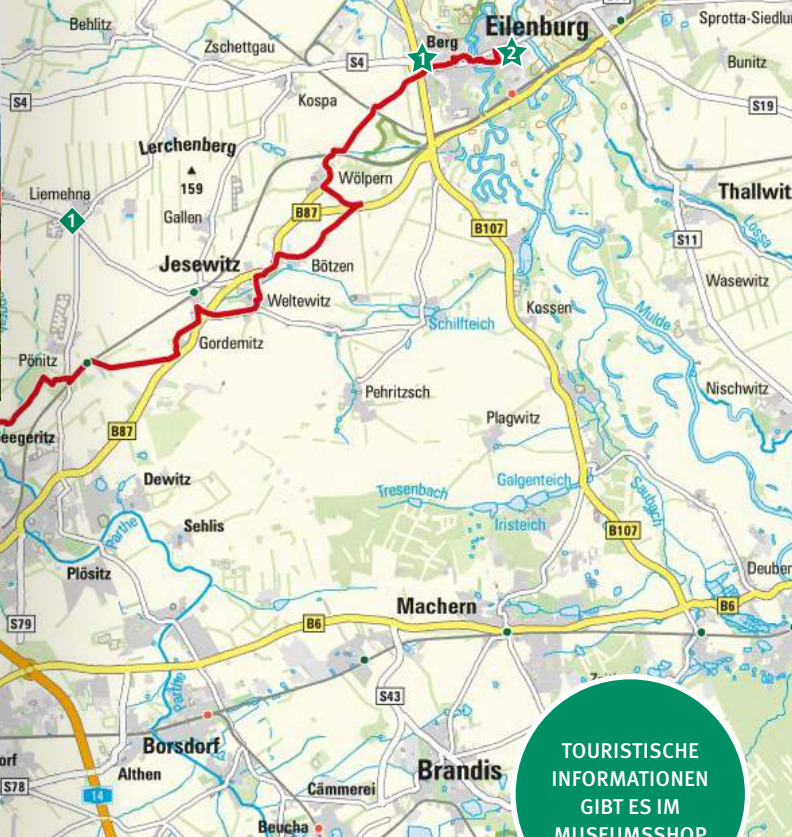 Behlitz
Eilenburg
Sprotta-Siedlu
Zschettgau
Berg
1
2
S4
Bunitz
S4
Kospa
S19
Lerchenberg
159
Wölpern
Liemehna
Thallwit
1
Gallen
B87
Lossa
B107
S11
Jesewitz
Bötzen
Wasewitz
Weltewitz
Kossen
Mulde
Schilfteich
Gordemitz
Pönitz
Pehritzsch
Nischwitz
Plagwitz
eegeritz
B87
Dewitz
Tresenbach
Galgenteich
Saubach
Iristeich
Parthe
Sehlis
B107
Plösitz
Deuben
Machern
B6
S79
B6
Parthe
S43
Borsdorf
TOURISTISCHE
INFORMATIONEN
GIBT ES IM
MUSEUMSSHOP
orf
Althen
Brandis
S78
14
Cämmerei
Beucha